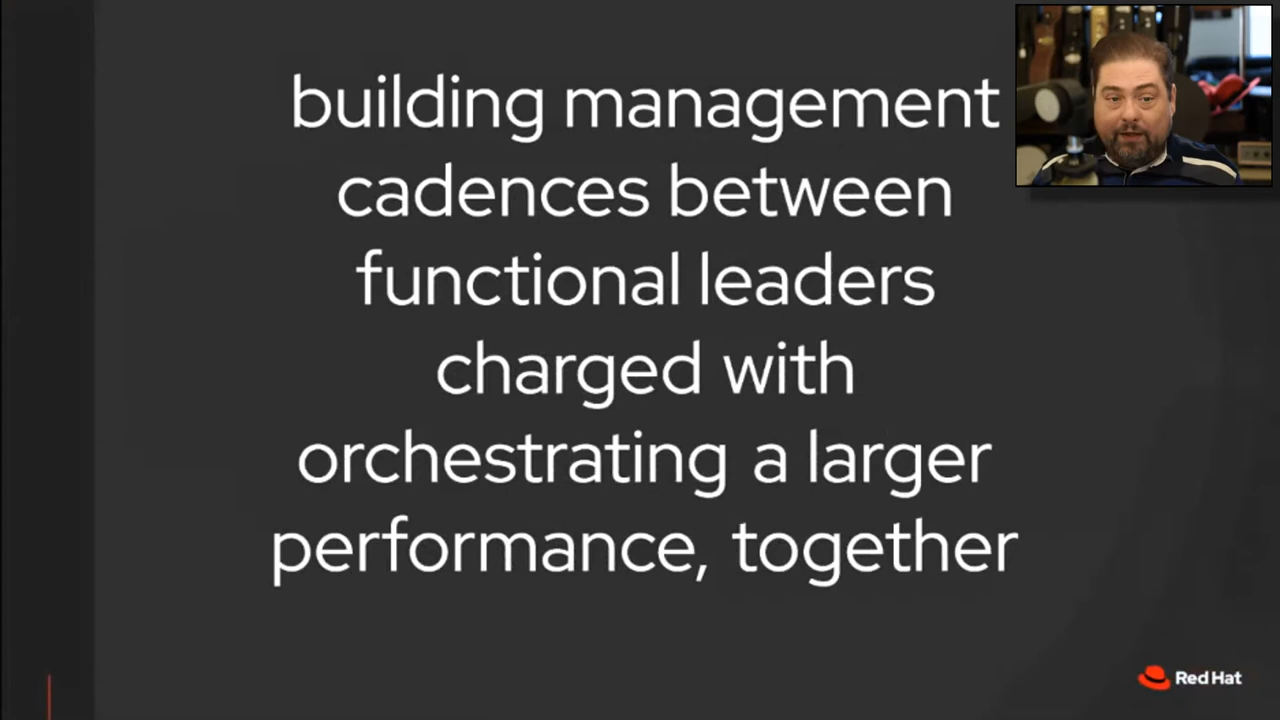 building management
cadences between
functional leaders
charged with
orchestrating a larger
performance, together
Red Hat